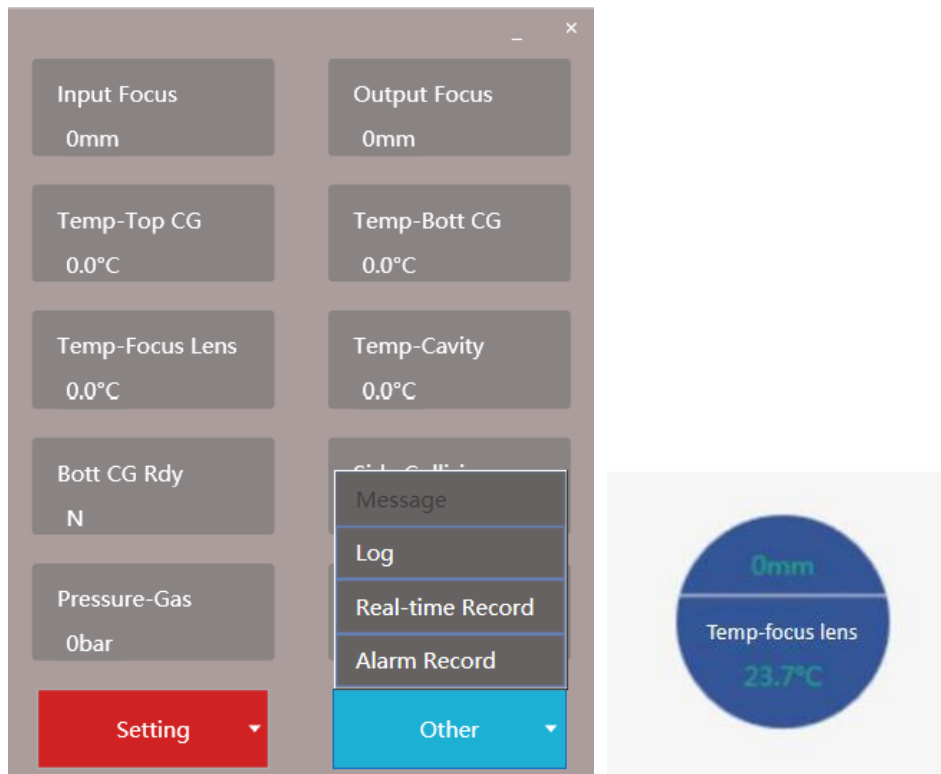 Input Focus
0mm
Output Focus
0mm
Temp-Top CG
0.0°C
Temp-Bott CG
0.0°C
Temp-Focus Lens
0.0°C
Temp-Cavity
0.0°C
Bott CG Rdy
N
Message
Log
Real-time Record
Alarm Record
Pressure-Gas
0bar
Setting
Other
0mm
Temp-focus lens
23.7°C